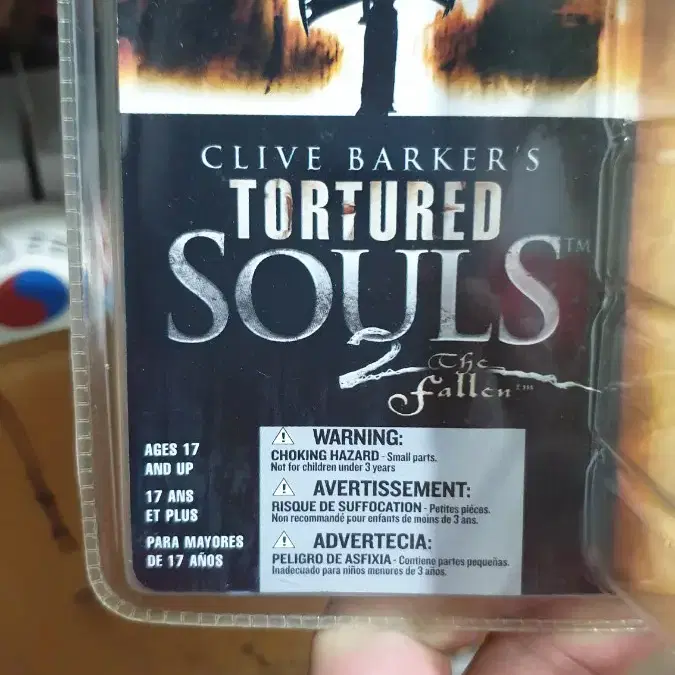 CLIVE BARKER'S
TORTURED
SOULS™
2
The
Fallen™
AGES 17
AND UP
17 ANS
ET PLUS
PARA MAYORES
DE 17 AÑOS
WARNING:
CHOKING HAZARD - Small parts.
Not for children under 3 years
AVERTISSEMENT:
RISQUE DE SUFFOCATION - Petites pièces.
Non recommandé pour enfants de moins de 3 ans.
ADVERTECIA:
PELIGRO DE ASFIXIA - Contiene partes pequeñas.
Inadecuado para niños menores de 3 años.